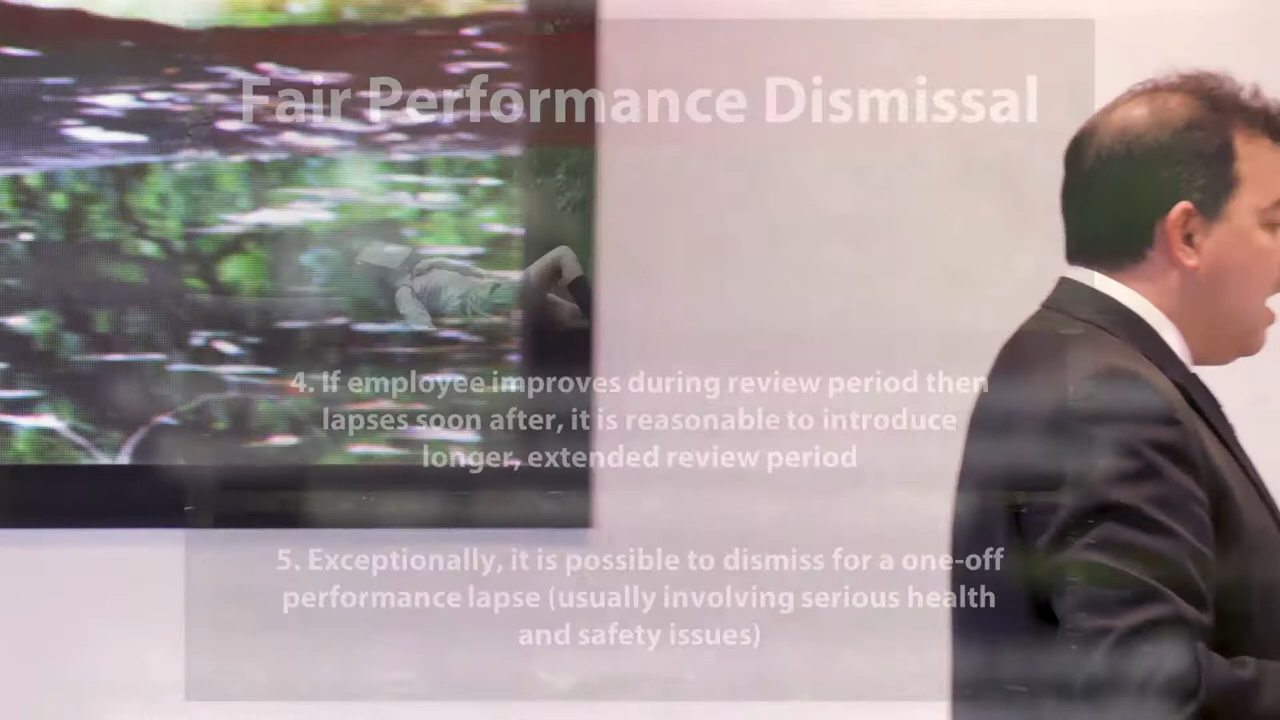 Fair Performance Dismissal
4. If employee improves during review period then
lapses soon after, it is reasonable to introduce
longer, extended review period
5. Exceptionally, it is possible to dismiss for a one-off
performance lapse (usually involving serious health
and safety issues)